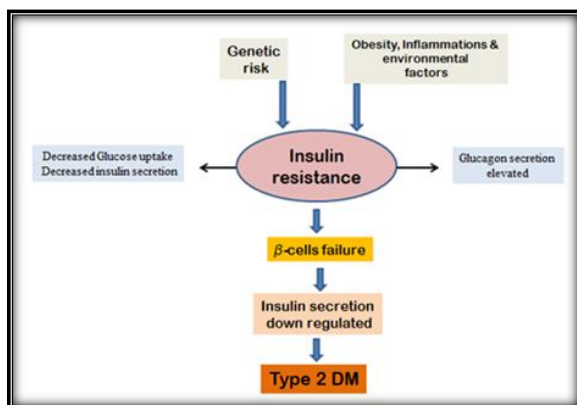 Genetic
risk
Obesity, Inflammations &
environmental
factors
Decreased Glucose uptake
Decreased insulin secretion
Insulin
resistance
Glucagon secretion
elevated
β-cells failure
Insulin secretion
down regulated
Type 2 DM